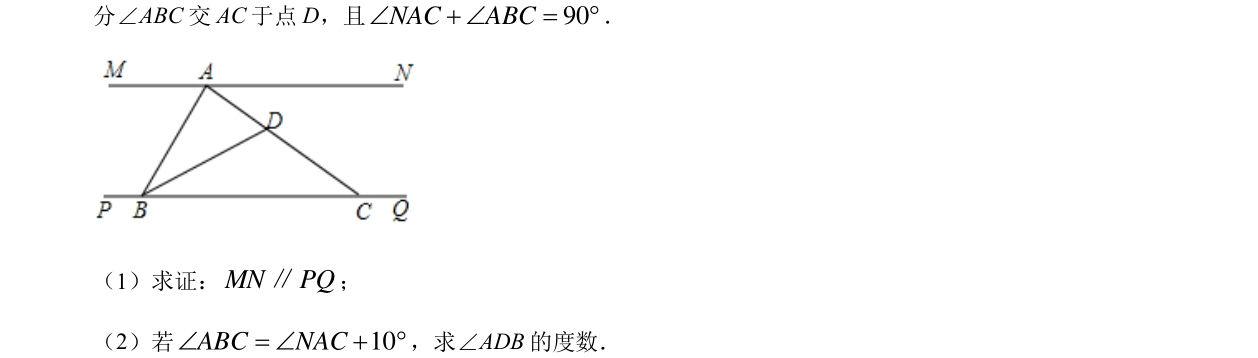 分∠ABC交AC于点D，且∠NAC+∠ABC=90°．
M A N
D
P B C Q
（1）求证：MN∥PQ；
（2）若∠ABC=∠NAC+10°，求∠ADB的度数．